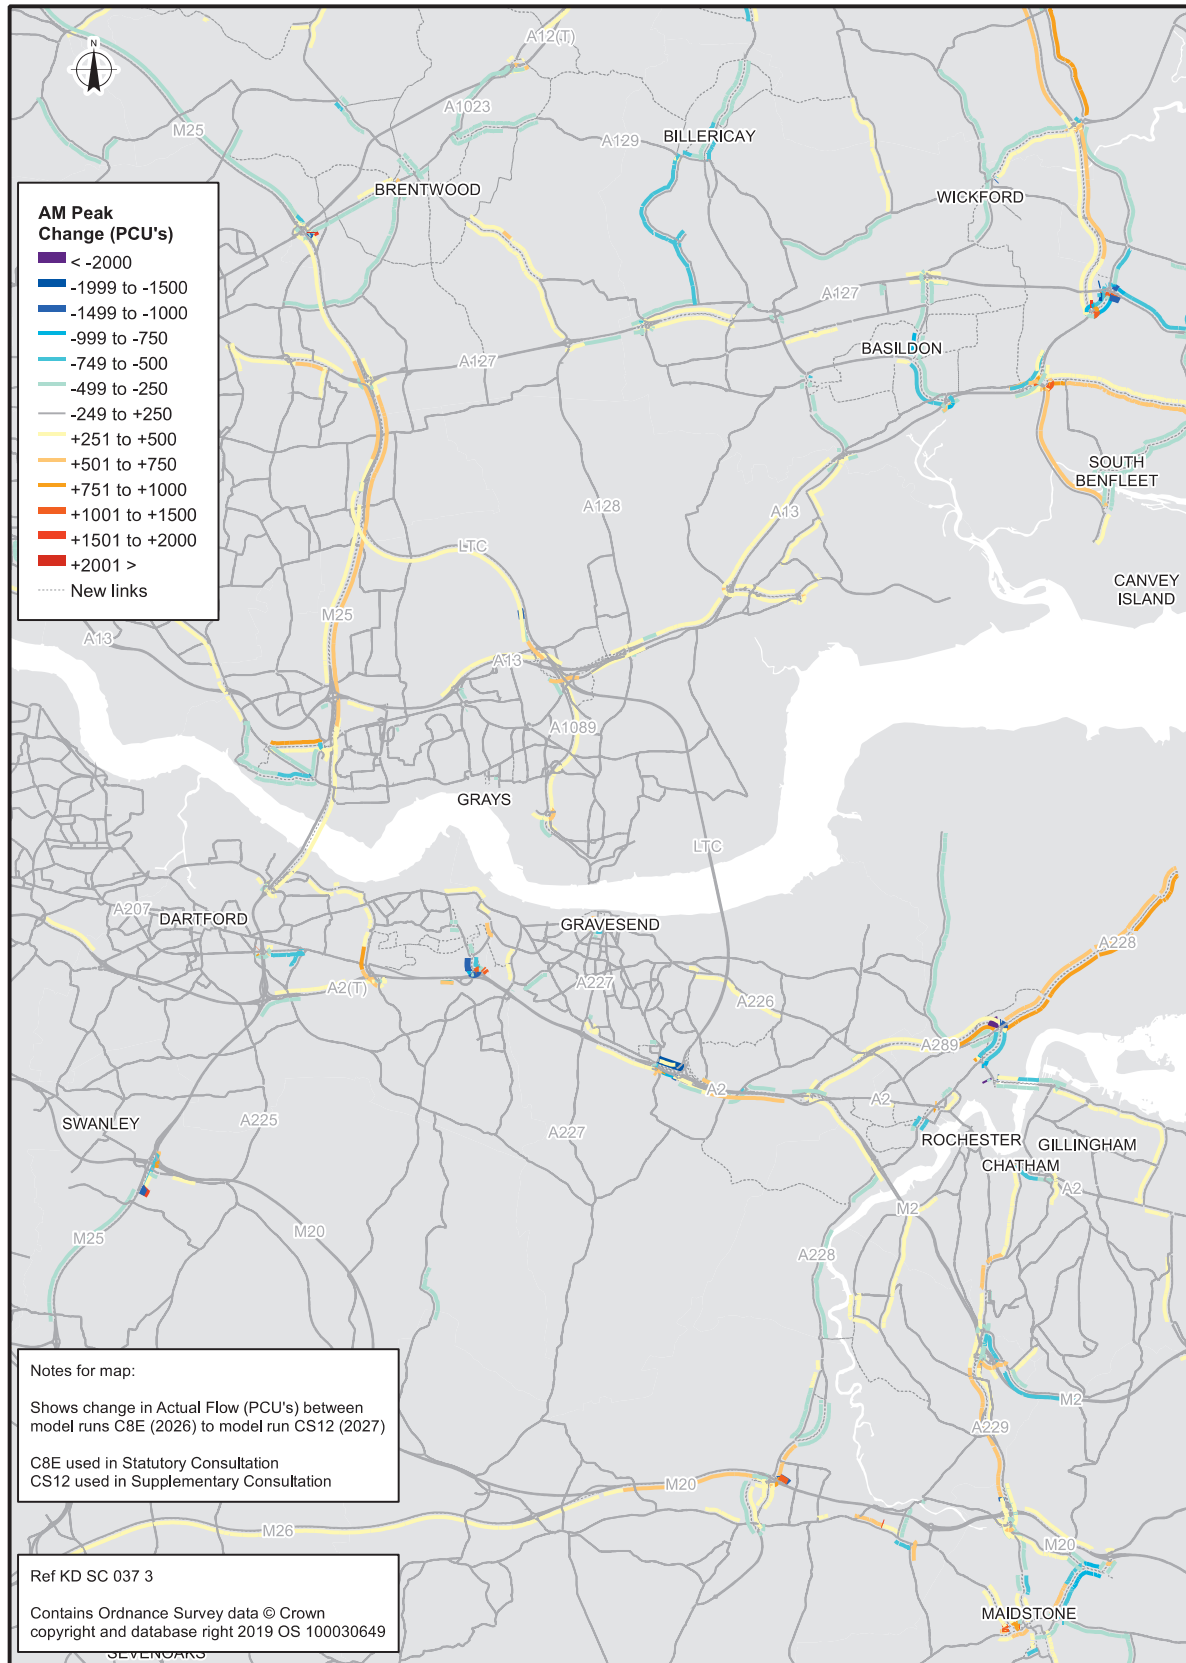 A12(T)
N
A1023
M25
A129
BILLERICAY
BRENTWOOD
WICKFORD
AM Peak
Change (PCU's)
< -2000
-1999 to -1500
-1499 to -1000
-999 to -750
-749 to -500
-499 to -250
-249 to +250
+251 to +500
+501 to +750
+751 to +1000
+1001 to +1500
+1501 to +2000
+2001 >
New links
A127
BASILDON
A127
SOUTH
BENFLEET
A128
A13
LTC
CANVEY
ISLAND
M25
A13
A13
A1089
GRAYS
LTC
A207
DARTFORD
GRAVESEND
A228
A2(T)
A227
A226
A289
A2
A2
SWANLEY
A225
A227
ROCHESTER
GILLINGHAM
CHATHAM
A2
M2
M25
M20
A228
Notes for map:
Shows change in Actual Flow (PCU's) between
model runs C8E (2026) to model run CS12 (2027)
C8E used in Statutory Consultation
CS12 used in Supplementary Consultation
M2
A229
M20
M26
M20
Ref KD SC 037 3
Contains Ordnance Survey data © Crown
copyright and database right 2019 OS 100030649
MAIDSTONE
SEVENOAKS